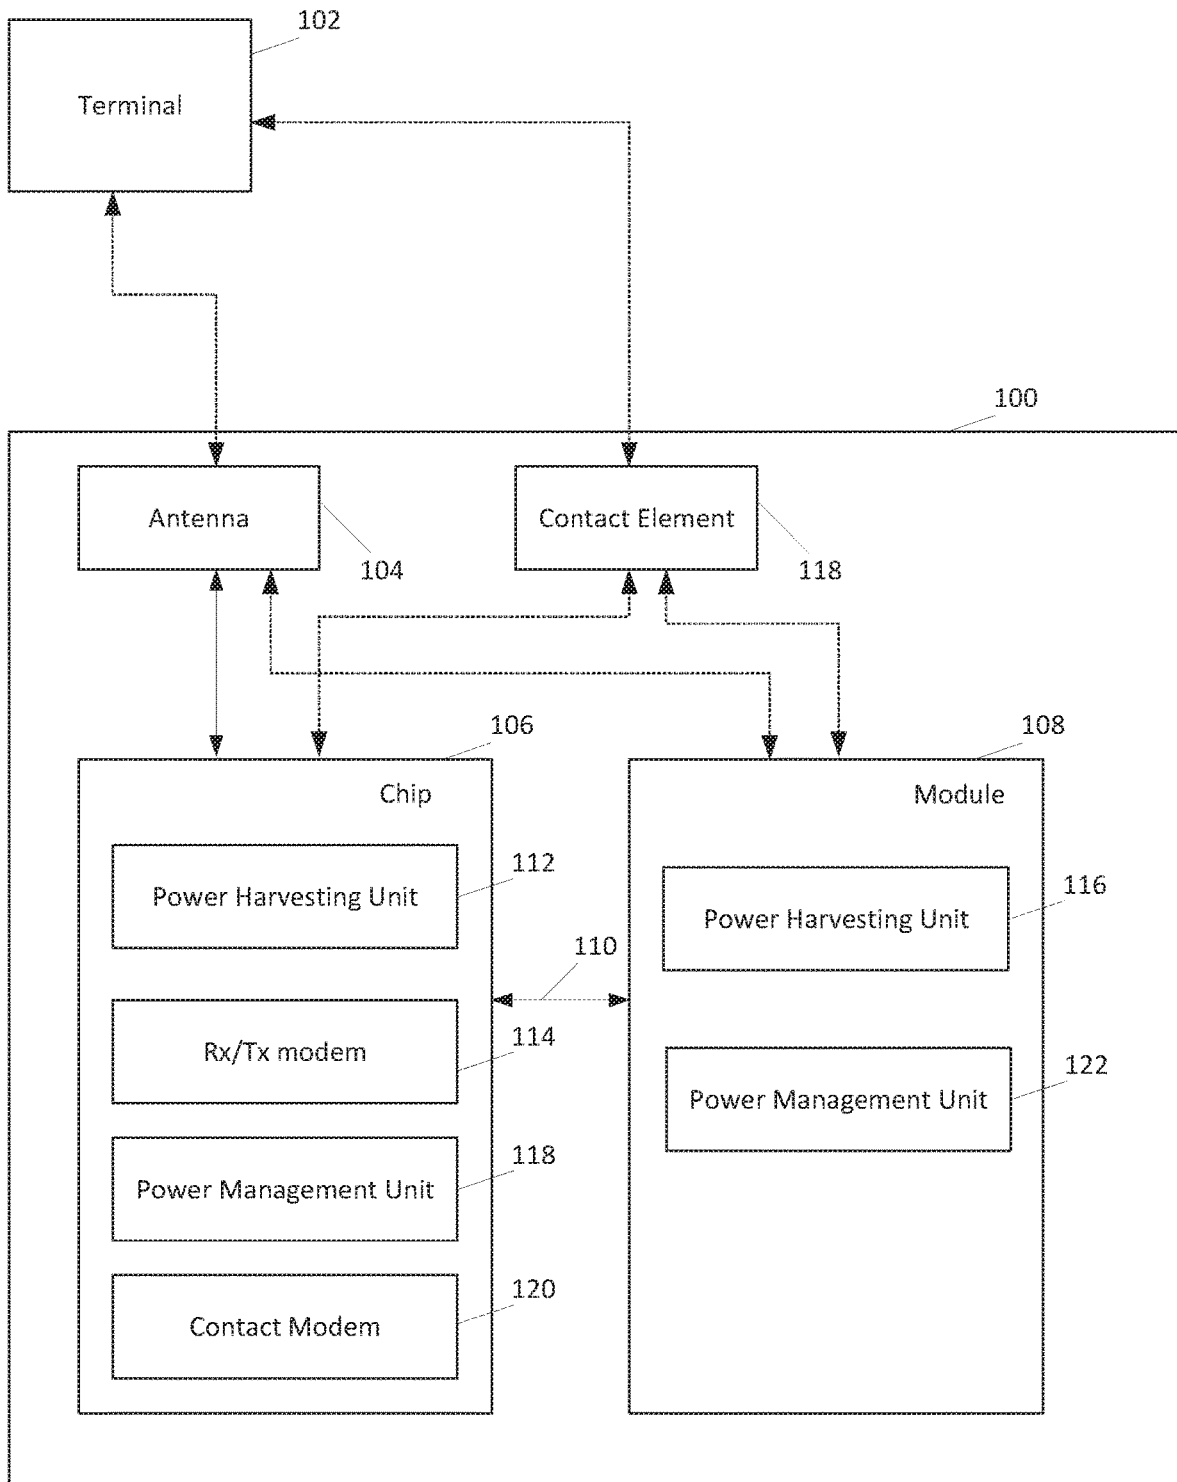 102
Terminal
100
Antenna
Contact Element
104
118
106
108
Chip
Module
112
Power Harvesting Unit
116
Power Harvesting Unit
110
114
Rx/Tx modem
122
Power Management Unit
118
Power Management Unit
120
Contact Modem